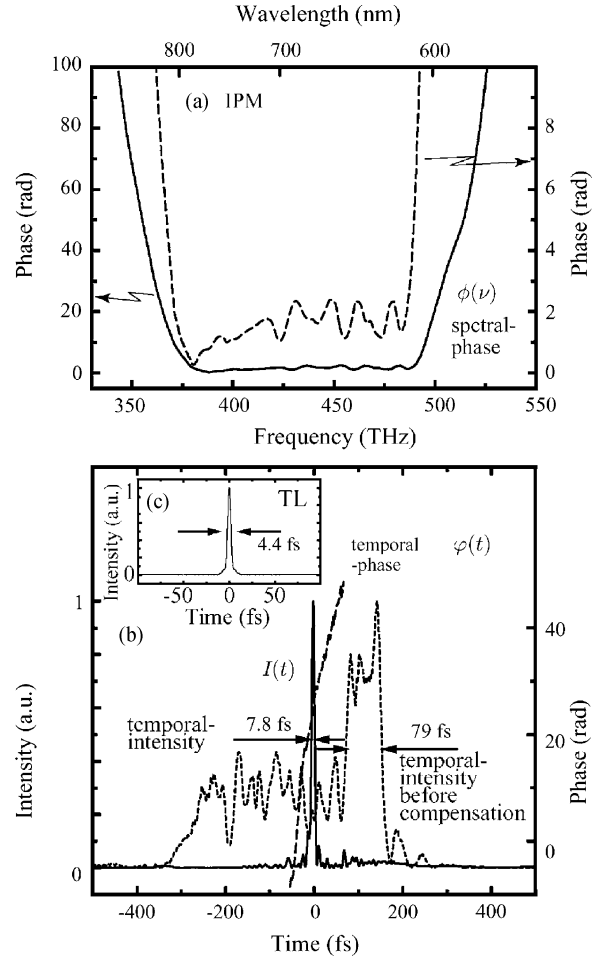 Wavelength (nm)
800 700 600
100 80 60 40 20 0
Phase (rad)
(a) IPM
8 6 4 2 0
Phase (rad)
ϕ(ν)
spctral-
phase
350 400 450 500 550
Frequency (THz)
(c) TL
1
0
Intensity (a.u.)
4.4 fs
-50 0 50
Time (fs)
temporal
-phase
φ(t)
(b)
1
0
Intensity (a.u.)
I(t)
temporal-
intensity
7.8 fs
79 fs
temporal-
intensity
before
compensation
40
20
0
Phase (rad)
-400 -200 0 200 400
Time (fs)